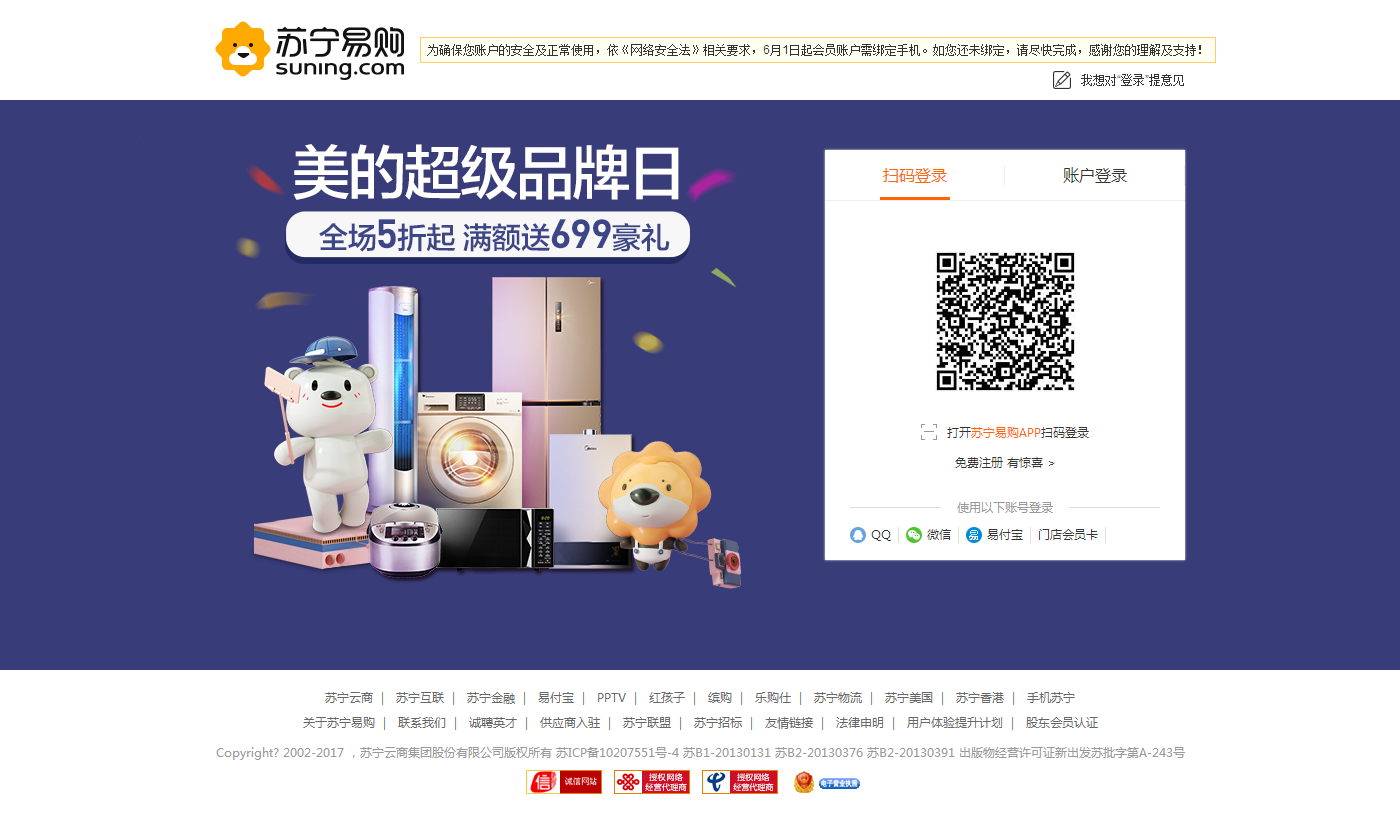 苏宁易购
suning.com
为确保您账户的安全及正常使用，依《网络安全法》相关要求，6月1日起会员账户需绑定手机。如您还未绑定，请尽快完成，感谢您的理解及支持！
我想对“登录”提意见
美的超级品牌日
全场5折起 满额送699豪礼
扫码登录
账户登录
打开苏宁易购APP扫码登录
免费注册 有惊喜 >
使用以下账号登录
QQ | 微信 | 易付宝 | 门店会员卡 |
苏宁云商 | 苏宁互联 | 苏宁金融 | 易付宝 | PPTV | 红孩子 | 缤购 | 乐购仕 | 苏宁物流 | 苏宁美国 | 苏宁香港 | 手机苏宁
关于苏宁易购 | 联系我们 | 诚聘英才 | 供应商入驻 | 苏宁联盟 | 苏宁招标 | 友情链接 | 法律申明 | 用户体验提升计划 | 股东会员认证
Copyright? 2002-2017 ，苏宁云商集团股份有限公司版权所有 苏ICP备10207551号-4 苏B1-20130131 苏B2-20130376 苏B2-20130391 出版物经营许可证新出发苏批字第A-243号
信 诚信网站
授权网络
经营代理商
授权网络
经营代理商
电子营业执照